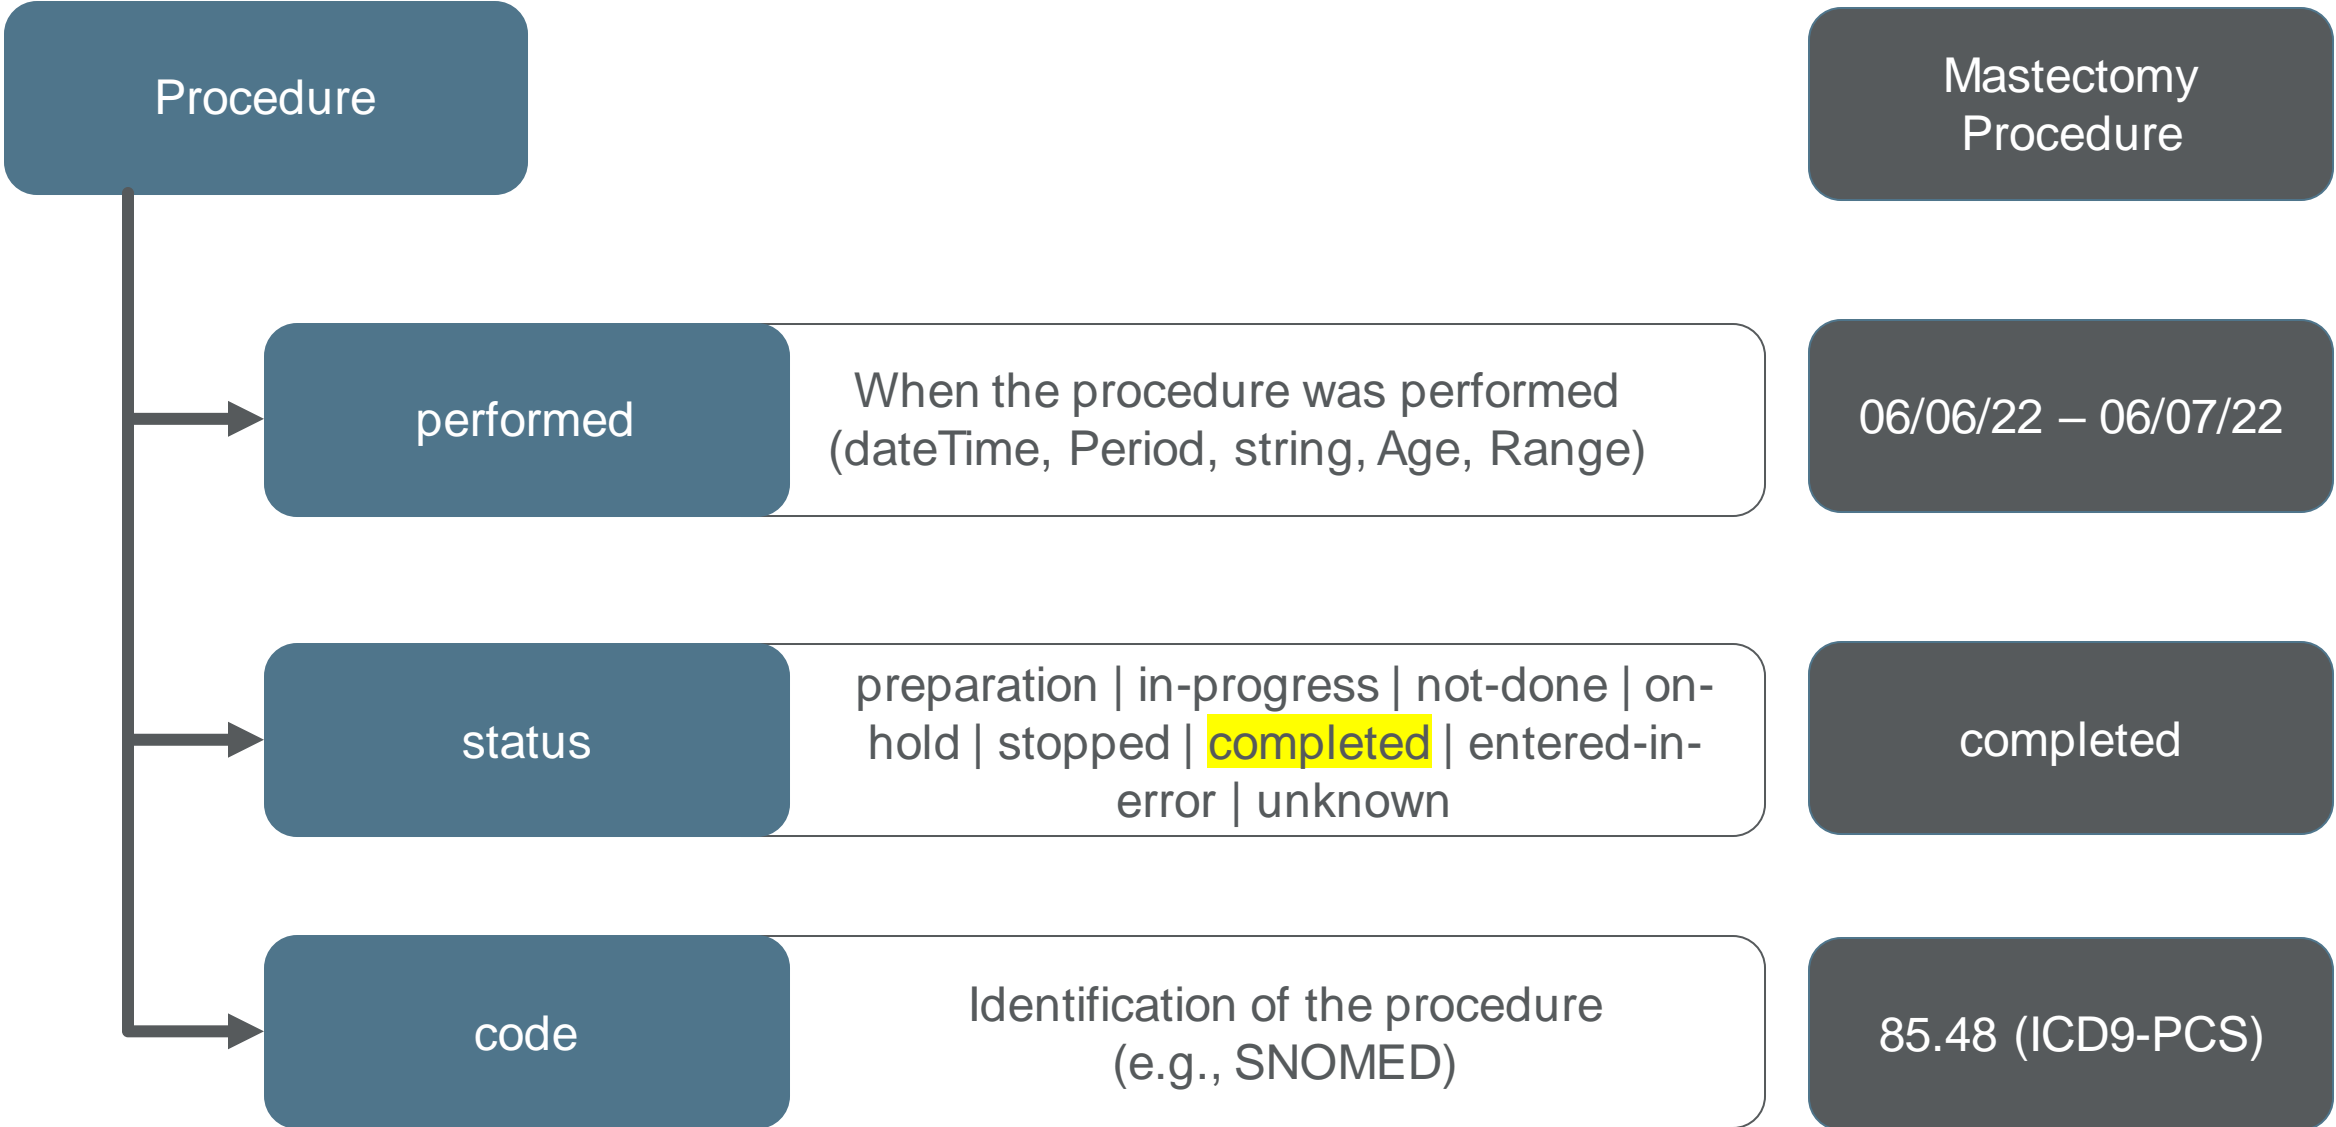 Procedure
Mastectomy
Procedure
performed
When the procedure was performed
(dateTime, Period, string, Age, Range)
06/06/22 – 06/07/22
status
preparation | in-progress | not-done | on-
hold | stopped | completed | entered-in-
error | unknown
completed
code
Identification of the procedure
(e.g., SNOMED)
85.48 (ICD9-PCS)